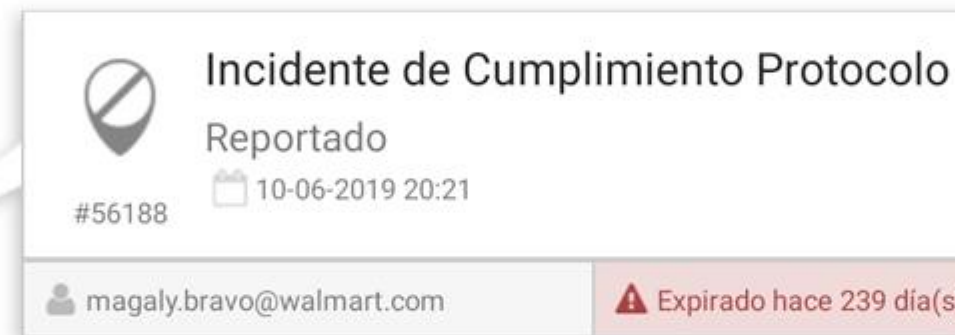 Incidente de Cumplimiento Protocolo
Reportado
10-06-2019 20:21
#56188
magaly.bravo@walmart.com
Expirado hace 239 día(s